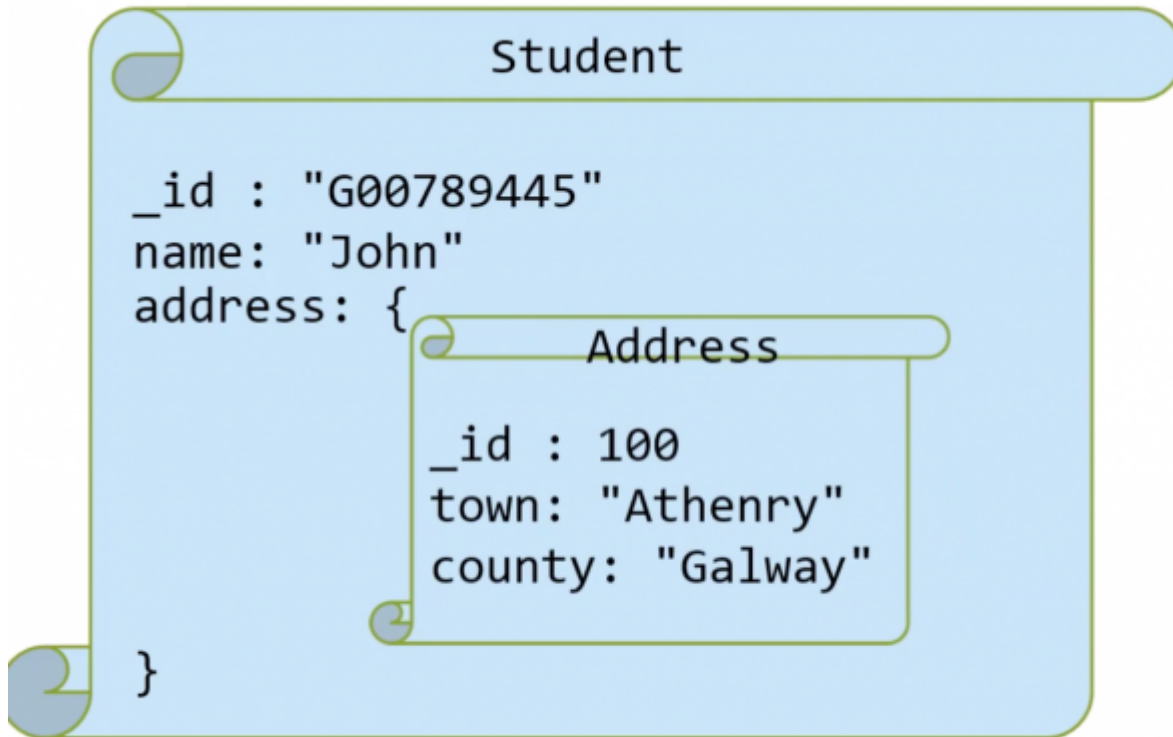 Student
_id : "G00789445"
name: "John"
address: {
Address
_id : 100
town: "Athenry"
county: "Galway"
}